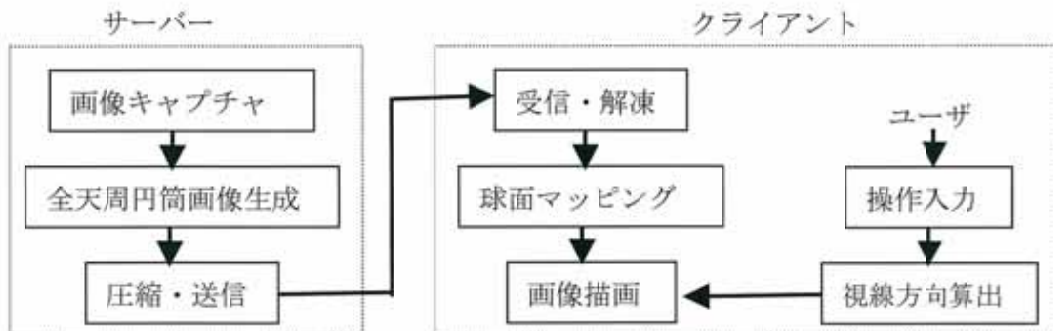 サーバー
画像キャプチャ
全天周円筒画像生成
圧縮・送信
クライアント
受信・解凍
球面マッピング
画像描画
ユーザ
操作入力
視線方向算出